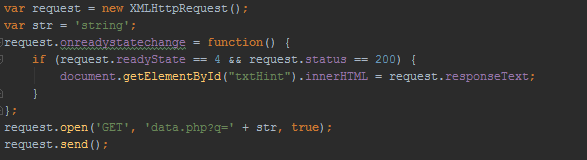 var request = new XMLHttpRequest();
var str = 'string';
request.onreadystatechange = function() {
    if (request.readyState == 4 && request.status == 200) {
        document.getElementById("txtHint").innerHTML = request.responseText;
    }
};
request.open('GET', 'data.php?q=' + str, true);
request.send();